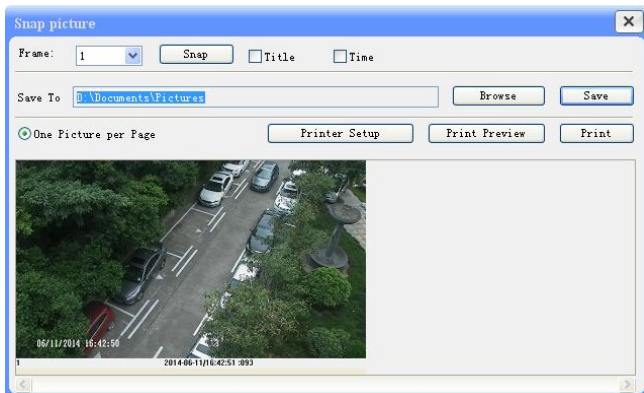 Snap picture
Frame: 1 Snap Title Time
Save To D:\Documents\Pictures Browse Save
One Picture per Page Printer Setup Print Preview Print
06/11/2014 16:42:50
1 2014-06-11/16:42:51 :093